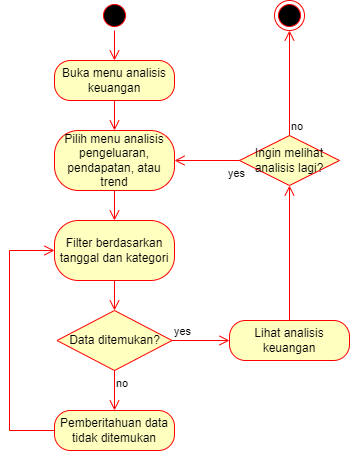 Buka menu analisis
keuangan
Pilih menu analisis
pengeluaran,
pendapatan, atau
trend
Filter berdasarkan
tanggal dan kategori
Data ditemukan?
yes
no
Pemberitahuan data
tidak ditemukan
Lihat analisis
keuangan
Ingin melihat
analisis lagi?
yes
no